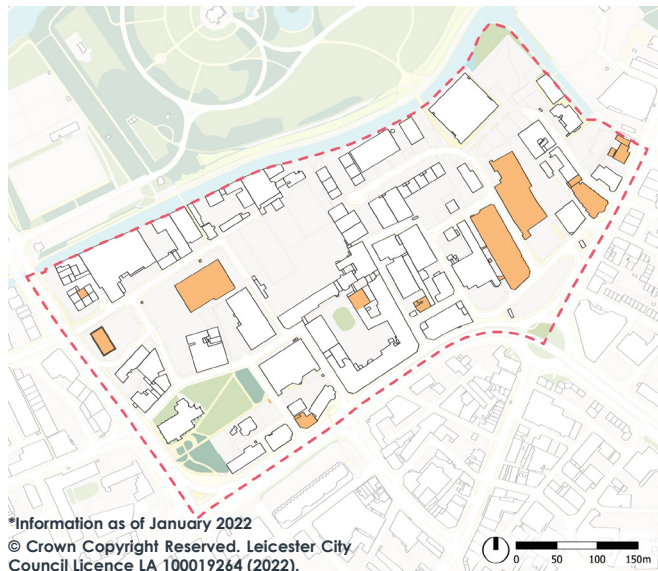 *Information as of January 2022
© Crown Copyright Reserved. Leicester City
Council Licence LA 100019264 (2022).
0 50 100 150m